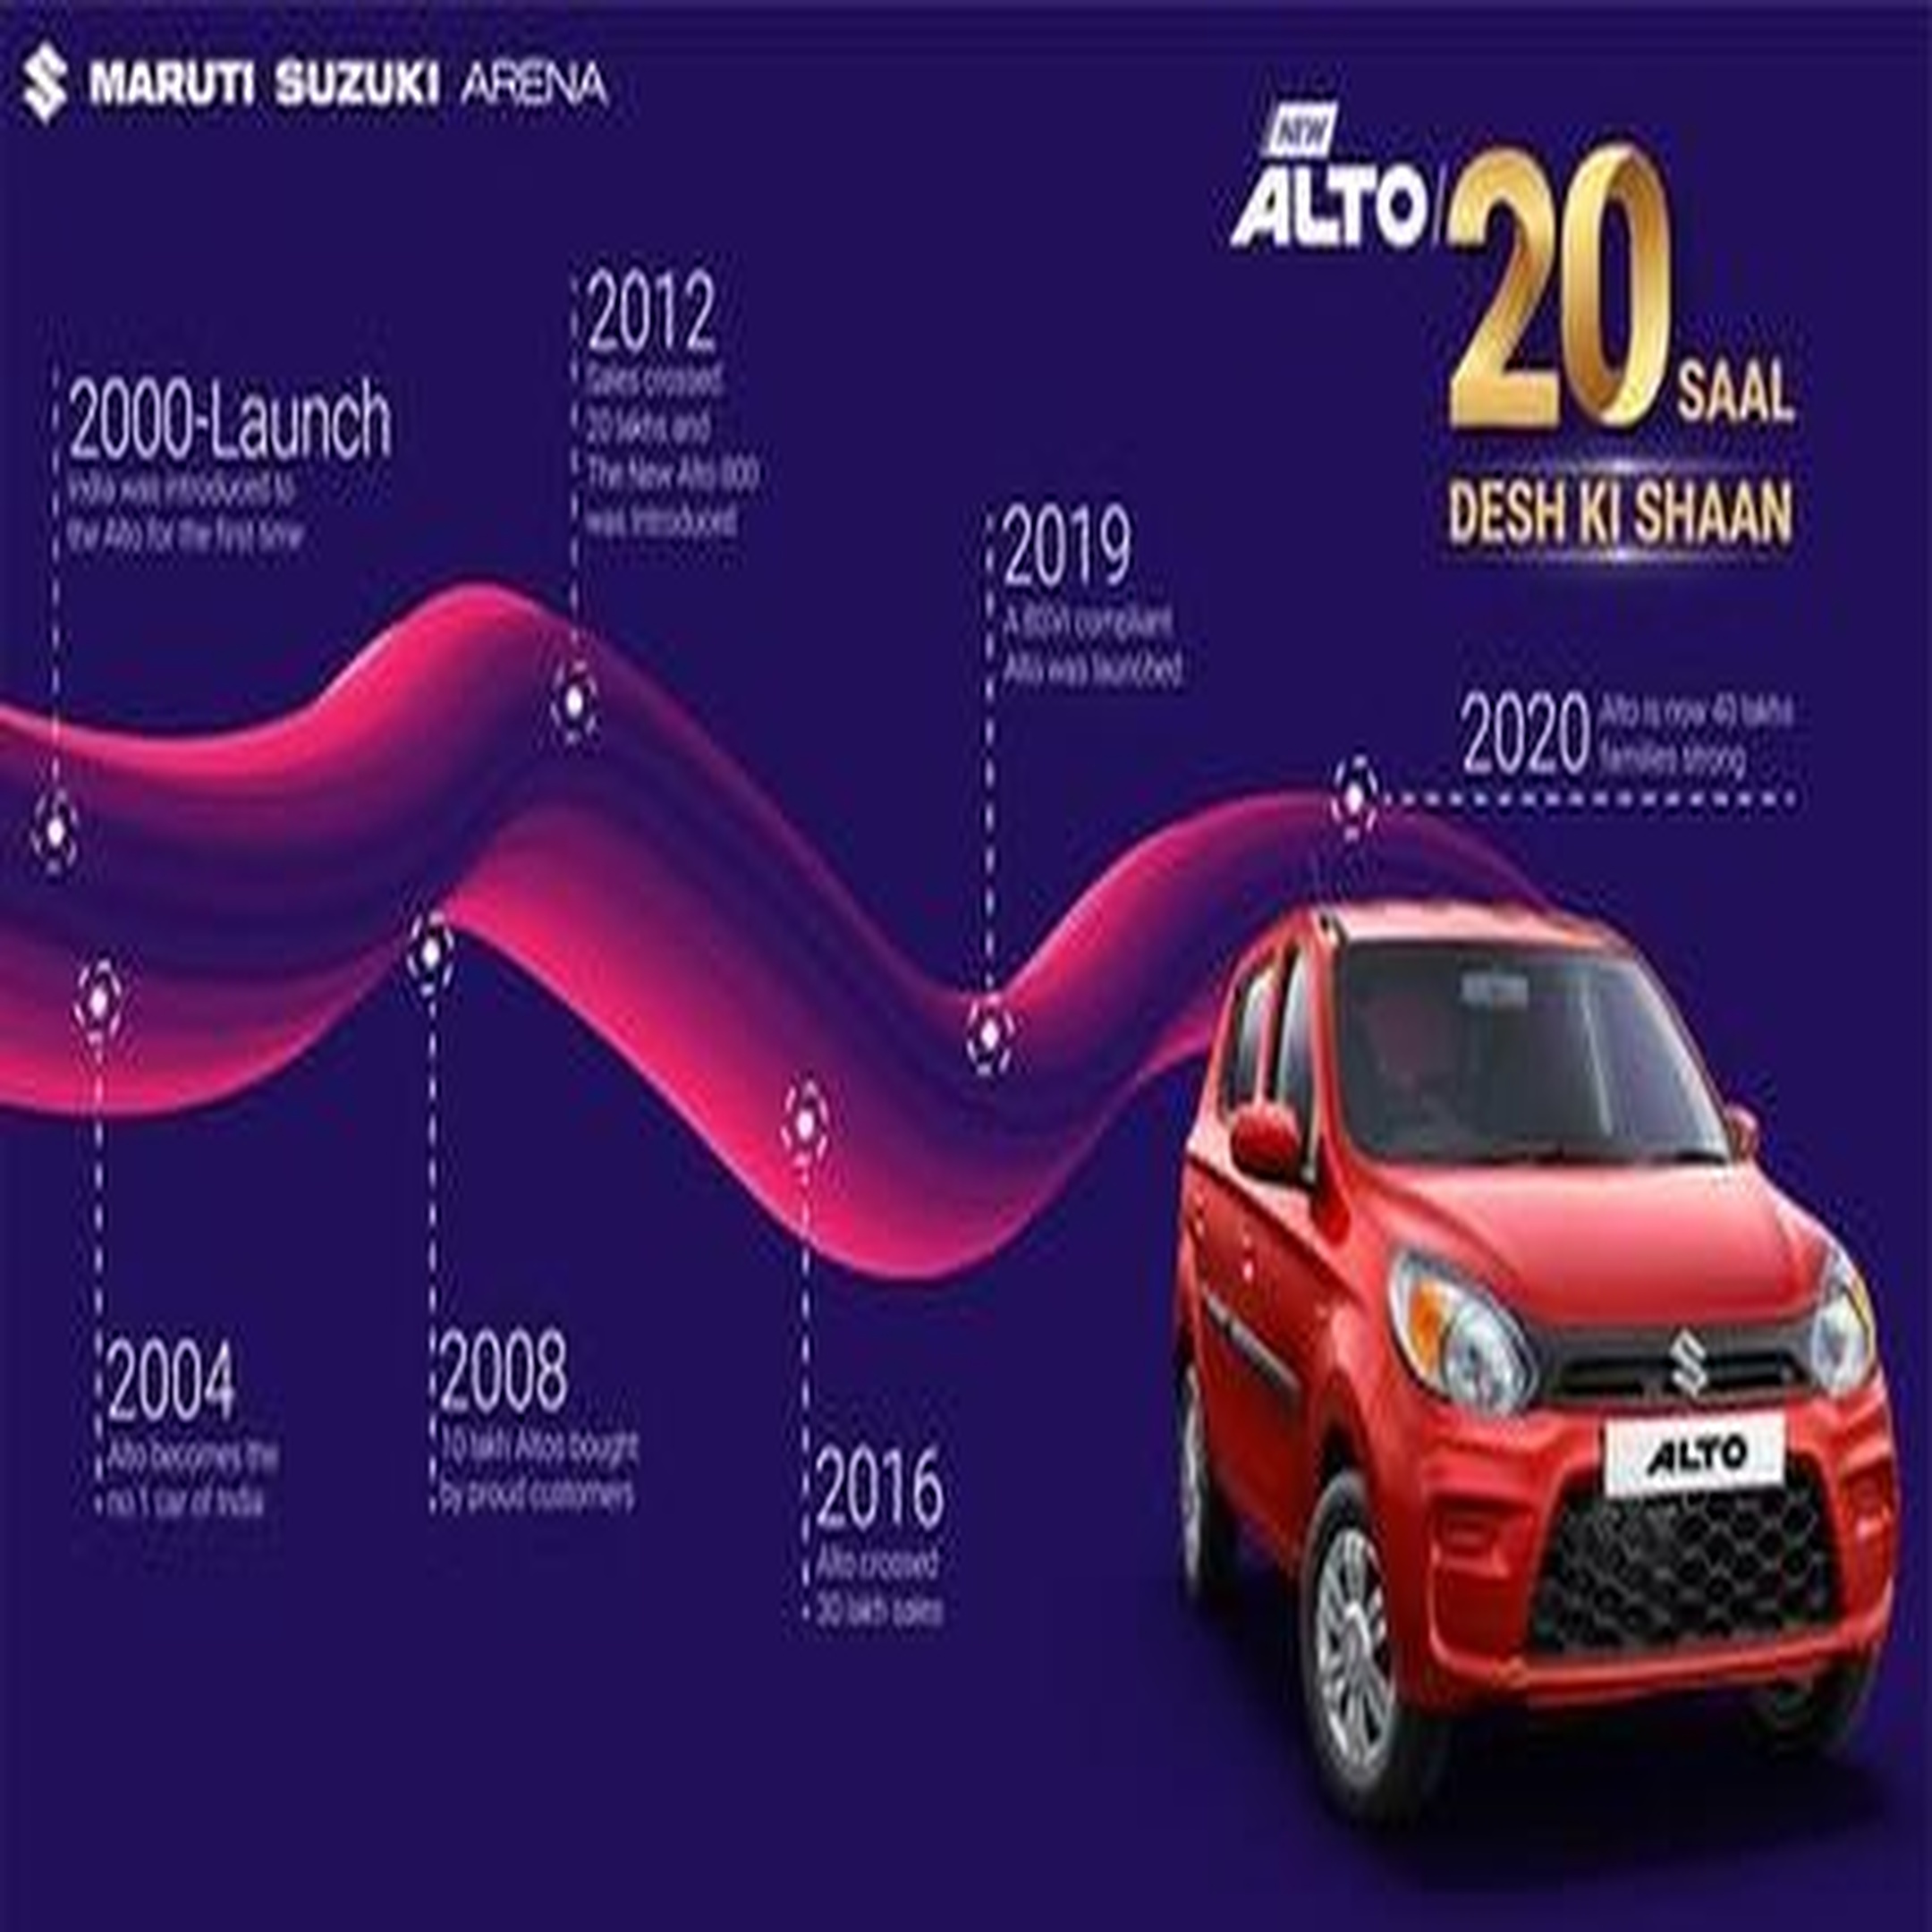 MARUTI SUZUKI ARENA
NEW
ALTO
20 SAAL
DESH KI SHAAN
2000-Launch
India was introduced to
the Alto for the first time
2012
Sales crossed
20 lakhs and
The New Alto 800
was introduced
2019
A BSVI compliant
Alto was launched
2020
Alto is now 40 lakhs
families strong
2004
Alto becomes the
no.1 car of India
2008
10 lakh Altos bought
by proud customers
2016
Alto crossed
30 lakh sales
ALTO